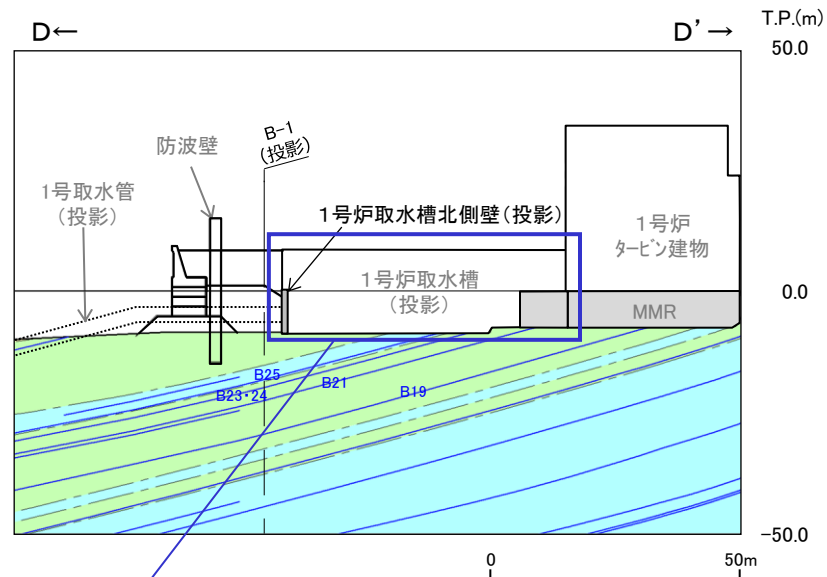 D←
D’→
T.P.(m)
50.0
B-1
(投影)
防波壁
1号取水管
(投影)
1号炉取水槽北側壁(投影)
1号炉取水槽
(投影)
1号炉
タービン建物
0.0
MMR
B25
B23・24
B21
B19
-50.0
0
50m